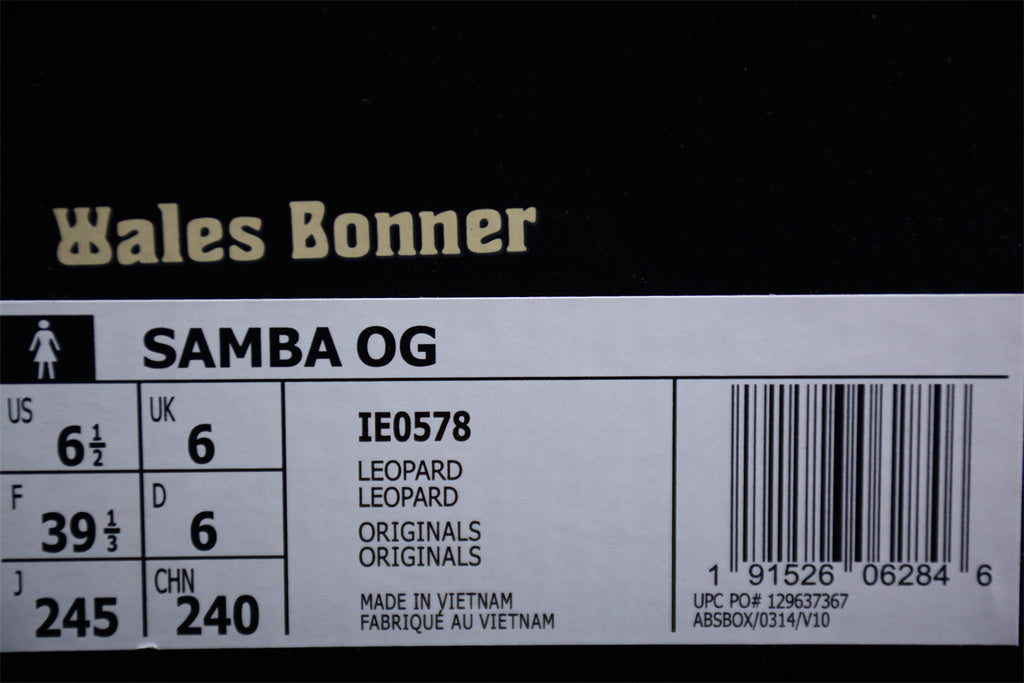 Wales Bonner
SAMBA OG
US 6 1/2
UK 6
F 39 1/3
D 6
J 245
CHN 240
IE0578
LEOPARD
LEOPARD
ORIGINALS
ORIGINALS
MADE IN VIETNAM
FABRIQUÉ AU VIETNAM
1 91526 06284 6
UPC PO# 129637367
ABSBOX/0314/V10